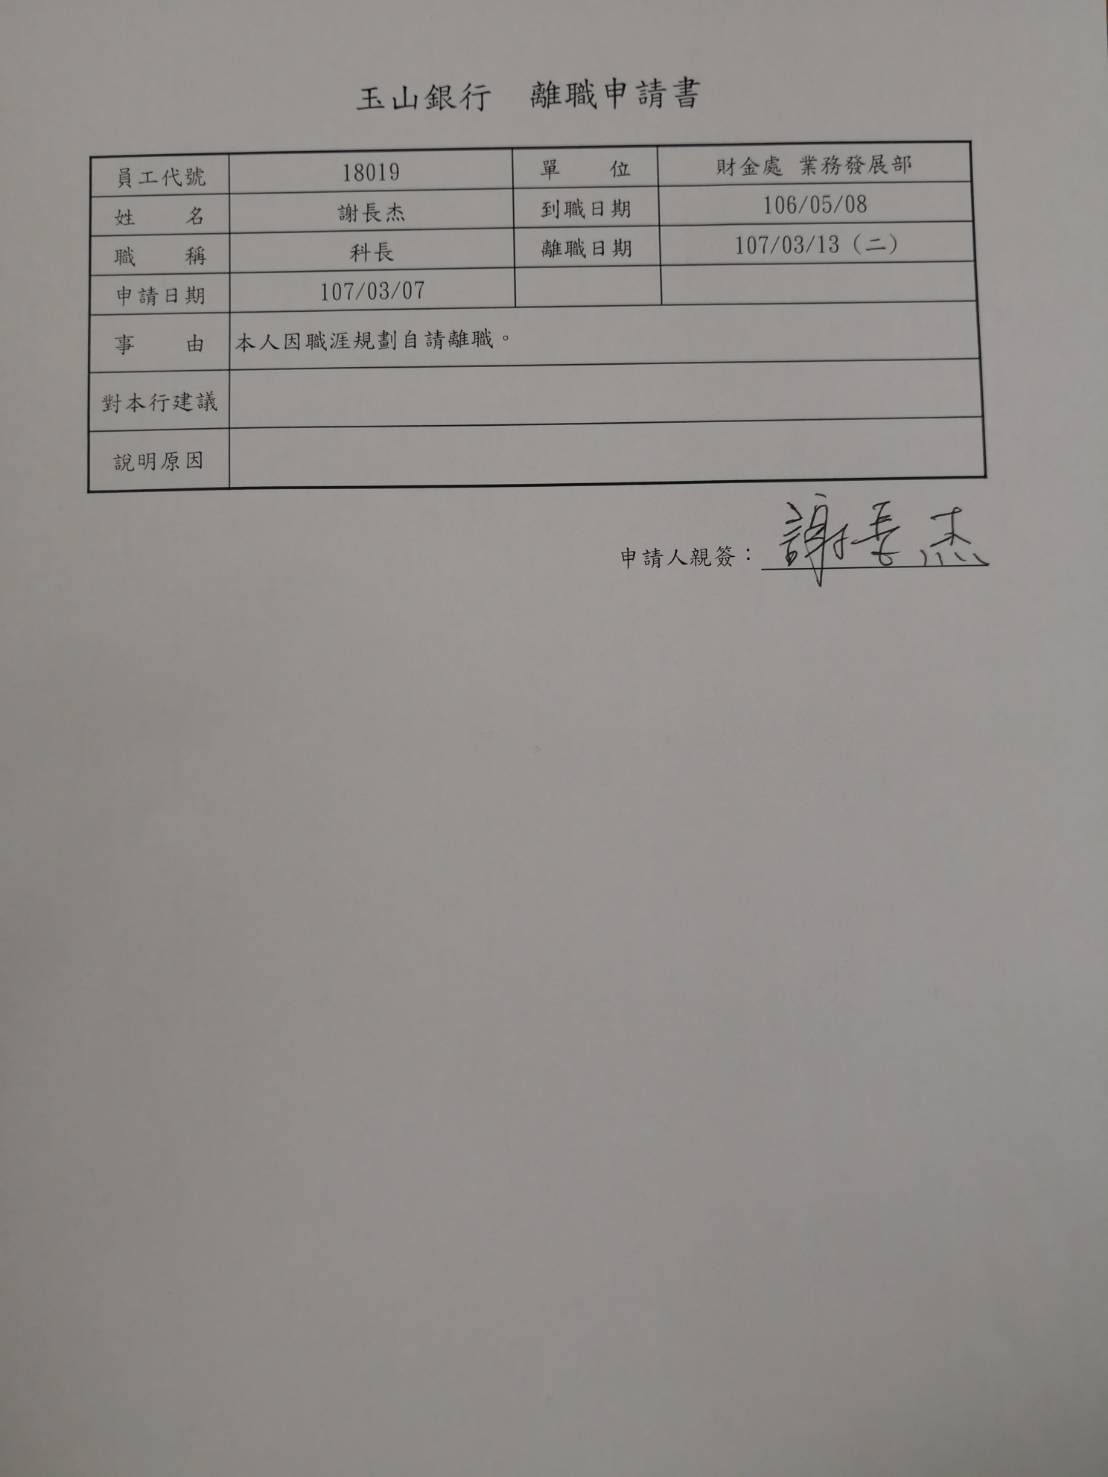 玉山銀行 離職申請書
員工代號 18019 單 位 財金處 業務發展部
姓 名 謝長杰 到職日期 106/05/08
職 稱 科長 離職日期 107/03/13（二）
申請日期 107/03/07
事 由 本人因職涯規劃自請離職。
對本行建議
說明原因
申請人親簽：謝長杰